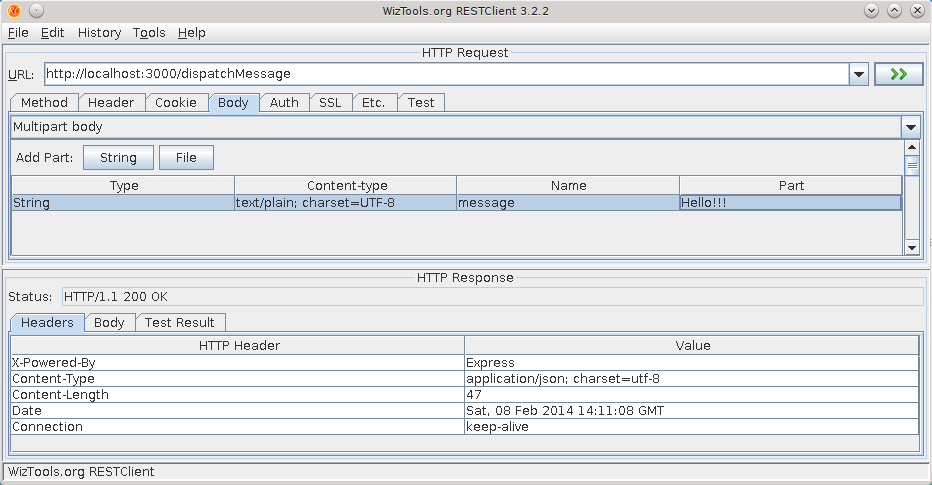 WizTools.org RESTClient 3.2.2
File Edit History Tools Help
HTTP Request
URL: http://localhost:3000/dispatchMessage
Method Header Cookie Body Auth SSL Etc. Test
Multipart body
Add Part: String File
Type Content-type Name Part
String text/plain; charset=UTF-8 message Hello!!!
HTTP Response
Status: HTTP/1.1 200 OK
Headers Body Test Result
HTTP Header Value
X-Powered-By Express
Content-Type application/json; charset=utf-8
Content-Length 47
Date Sat, 08 Feb 2014 14:11:08 GMT
Connection keep-alive
WizTools.org RESTClient